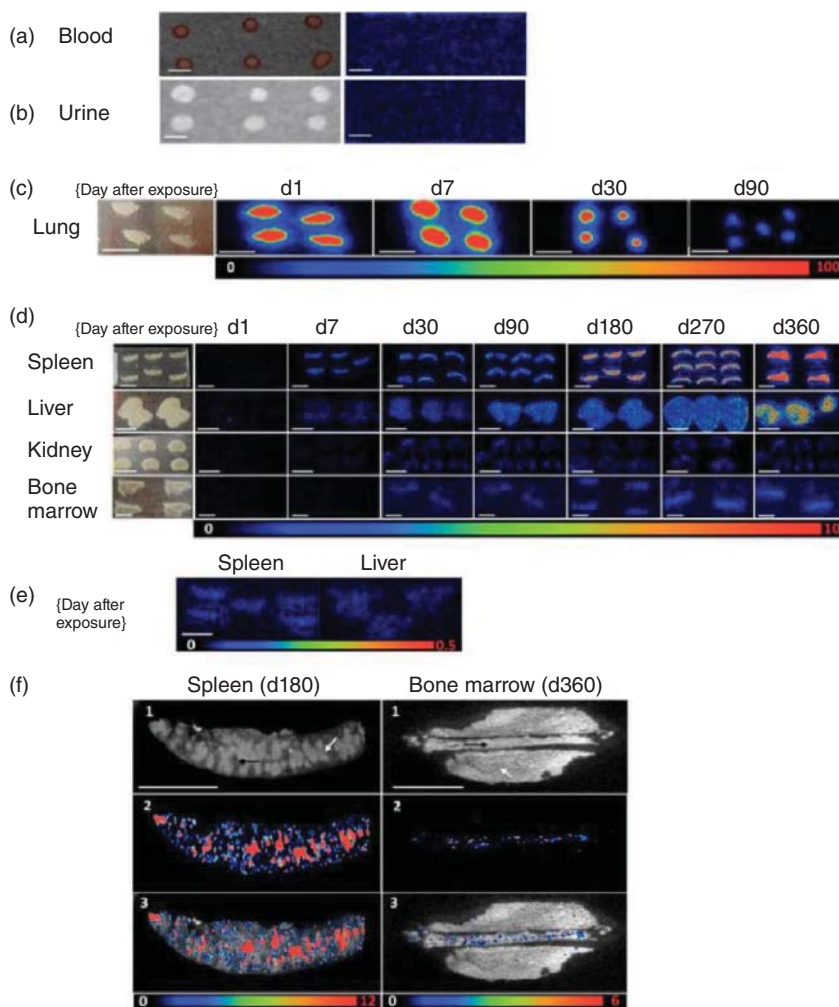 (a) Blood
(b) Urine
(c) {Day after exposure} d1 d7 d30 d90
Lung
0 100
(d) {Day after exposure} d1 d7 d30 d90 d180 d270 d360
Spleen
Liver
Kidney
Bone
marrow
0 10
Spleen Liver
(e) {Day after
exposure}
0 0.5
(f) Spleen (d180) Bone marrow (d360)
1 1
2 2
3 3
0 12 0 6